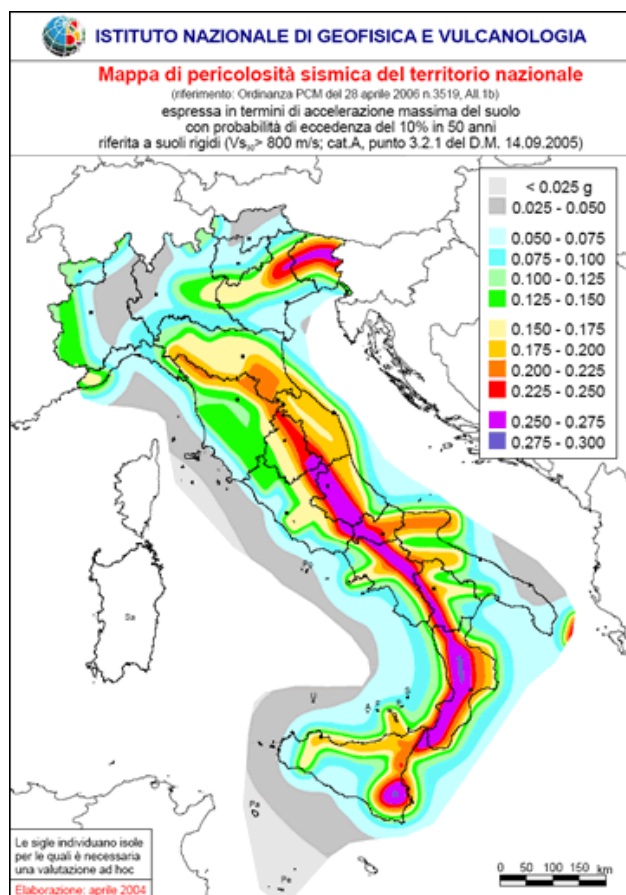 ISTITUTO NAZIONALE DI GEOFISICA E VULCANOLOGIA
Mappa di pericolosità sismica del territorio nazionale
(riferimento: Ordinanza PCM del 28 aprile 2006 n.3519, All.1b)
espressa in termini di accelerazione massima del suolo
con probabilità di eccedenza del 10% in 50 anni
riferita a suoli rigidi (Vs₃₀> 800 m/s; cat.A, punto 3.2.1 del D.M. 14.09.2005)
< 0.025 g
0.025 - 0.050
0.050 - 0.075
0.075 - 0.100
0.100 - 0.125
0.125 - 0.150
0.150 - 0.175
0.175 - 0.200
0.200 - 0.225
0.225 - 0.250
0.250 - 0.275
0.275 - 0.300
Sa
U
Pa
Pe
Le sigle individuano isole
per le quali è necessaria
una valutazione ad hoc
Elaborazione: aprile 2004
0 50 100 150 km